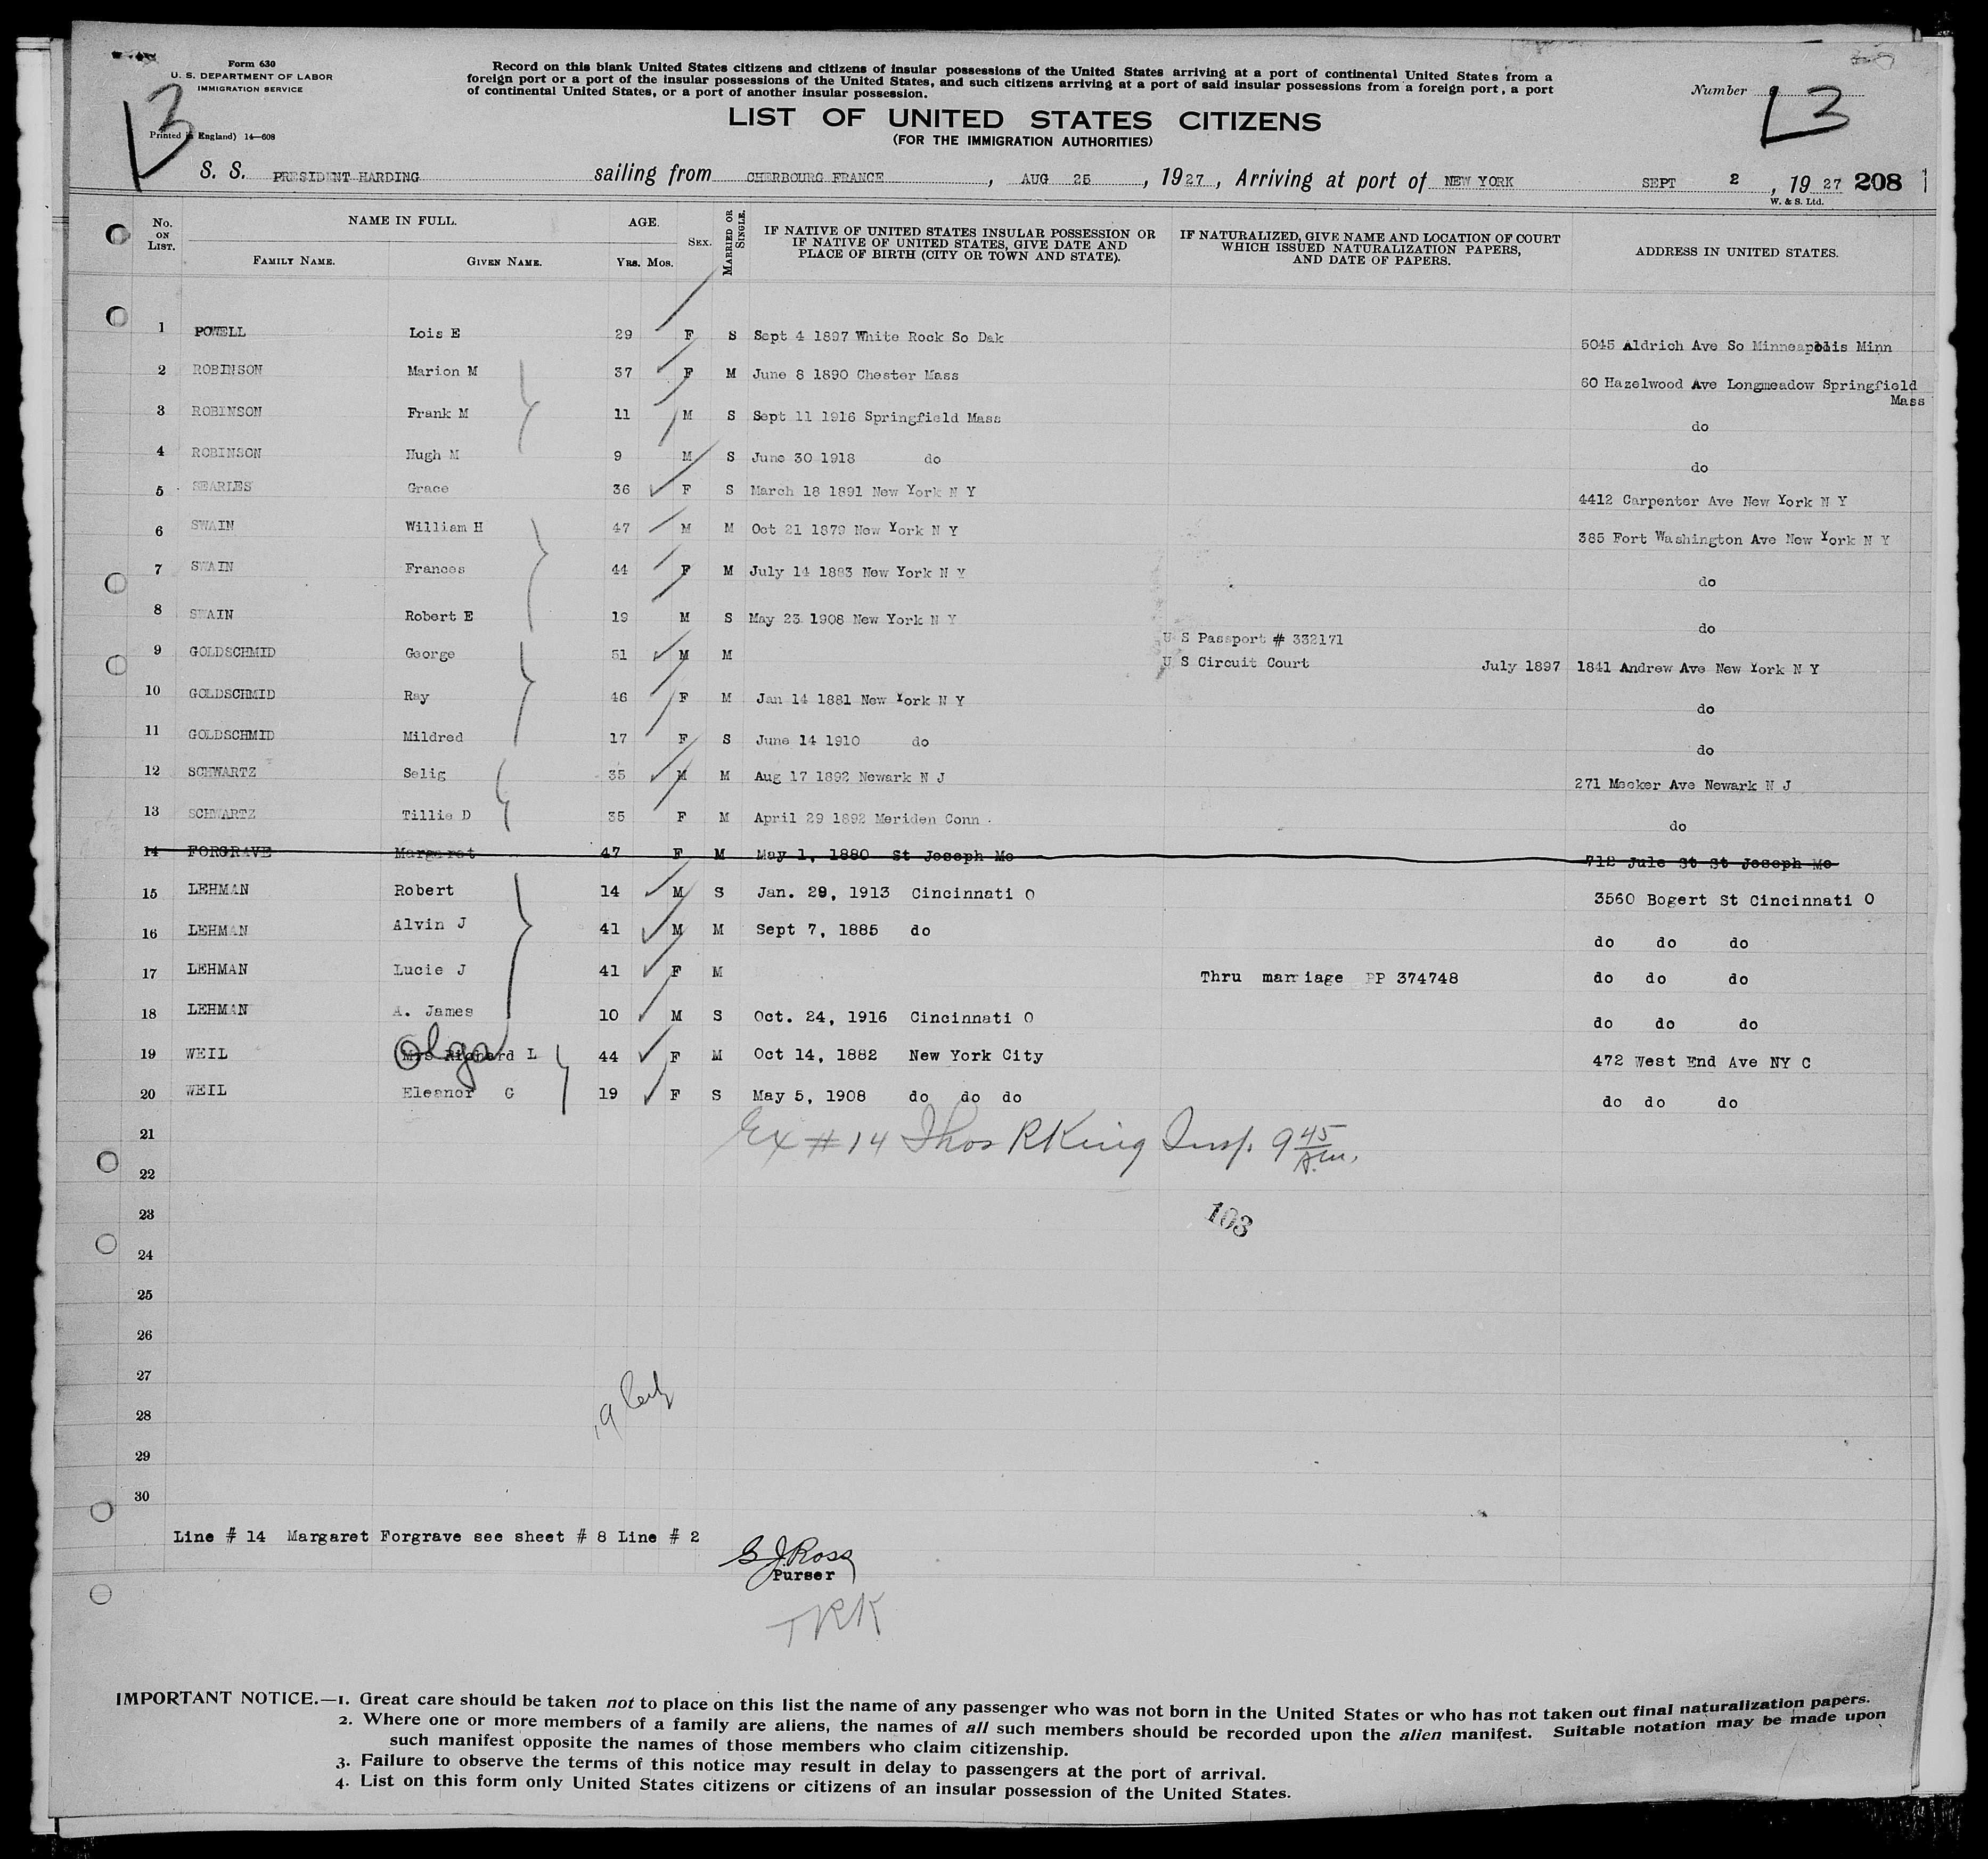 Form 630
U. S. DEPARTMENT OF LABOR
IMMIGRATION SERVICE
Printed in England) 14—608
Record on this blank United States citizens and citizens of insular possessions of the United States arriving at a port of continental United States from a
foreign port or a port of the insular possessions of the United States, and such citizens arriving at a port of said insular possessions from a foreign port, a port
of continental United States, or a port of another insular possession.
LIST OF UNITED STATES CITIZENS
(FOR THE IMMIGRATION AUTHORITIES)
Number 3
3
S. S. PRESIDENT HARDING sailing from CHERBOURG FRANCE, AUG 25, 1927, Arriving at port of NEW YORK SEPT 2, 1927 208
W. & S. Ltd.
No. ON LIST. NAME IN FULL. FAMILY NAME. GIVEN NAME. AGE. YRS. MOS. SEX. MARRIED OR SINGLE. IF NATIVE OF UNITED STATES INSULAR POSSESSION OR IF NATIVE OF UNITED STATES, GIVE DATE AND PLACE OF BIRTH (CITY OR TOWN AND STATE). IF NATURALIZED, GIVE NAME AND LOCATION OF COURT WHICH ISSUED NATURALIZATION PAPERS, AND DATE OF PAPERS. ADDRESS IN UNITED STATES.
1 POWELL Lois E 29 F S Sept 4 1897 White Rock So Dak 5045 Aldrich Ave So Minneapolis Minn
2 ROBINSON Marion M 37 F M June 8 1890 Chester Mass 60 Hazelwood Ave Longmeadow Springfield Mass
3 ROBINSON Frank M 11 M S Sept 11 1916 Springfield Mass do
4 ROBINSON Hugh M 9 M S June 30 1918 do do
5 SEARLES Grace 36 F S March 18 1891 New York N Y 4412 Carpenter Ave New York N Y
6 SWAIN William H 47 M M Oct 21 1879 New York N Y 385 Fort Washington Ave New York N Y
7 SWAIN Frances 44 F M July 14 1883 New York N Y do
8 SWAIN Robert E 19 M S May 23 1908 New York N Y do
U S Passport # 332171
9 GOLDSCHMID George 51 M M U S Circuit Court July 1897 1841 Andrew Ave New York N Y
10 GOLDSCHMID Ray 46 F M Jan 14 1881 New York N Y do
11 GOLDSCHMID Mildred 17 F S June 14 1910 do do
12 SCHWARTZ Selig 35 M M Aug 17 1892 Newark N J 271 Meeker Ave Newark N J
13 SCHWARTZ Tillie D 35 F M April 29 1892 Meriden Conn. do
14 FORGRAVE Margaret 47 F M May 1, 1880 St Joseph Mo 712 Jule St St Joseph Mo
15 LEHMAN Robert 14 M S Jan. 29, 1913 Cincinnati O 3560 Bogert St Cincinnati O
16 LEHMAN Alvin J 41 M M Sept 7, 1885 do do do do
17 LEHMAN Lucie J 41 F M Thru marriage PP 374748 do do do
18 LEHMAN A. James 10 M S Oct. 24, 1916 Cincinnati O do do do
Olga
19 WEIL Mrs Richard L 44 F M Oct 14, 1882 New York City 472 West End Ave NY C
20 WEIL Eleanor G 19 F S May 5, 1908 do do do do do do
21
Ex # 14 Thos R King Insp. 9 45 A.m.
22
23
103
24
25
26
27
28
29
30
Line # 14 Margaret Forgrave see sheet # 8 Line # 2
G J. Ross
Purser
TRK
IMPORTANT NOTICE.—1. Great care should be taken not to place on this list the name of any passenger who was not born in the United States or who has not taken out final naturalization papers.
2. Where one or more members of a family are aliens, the names of all such members should be recorded upon the alien manifest. Suitable notation may be made upon
such manifest opposite the names of those members who claim citizenship.
3. Failure to observe the terms of this notice may result in delay to passengers at the port of arrival.
4. List on this form only United States citizens or citizens of an insular possession of the United States.